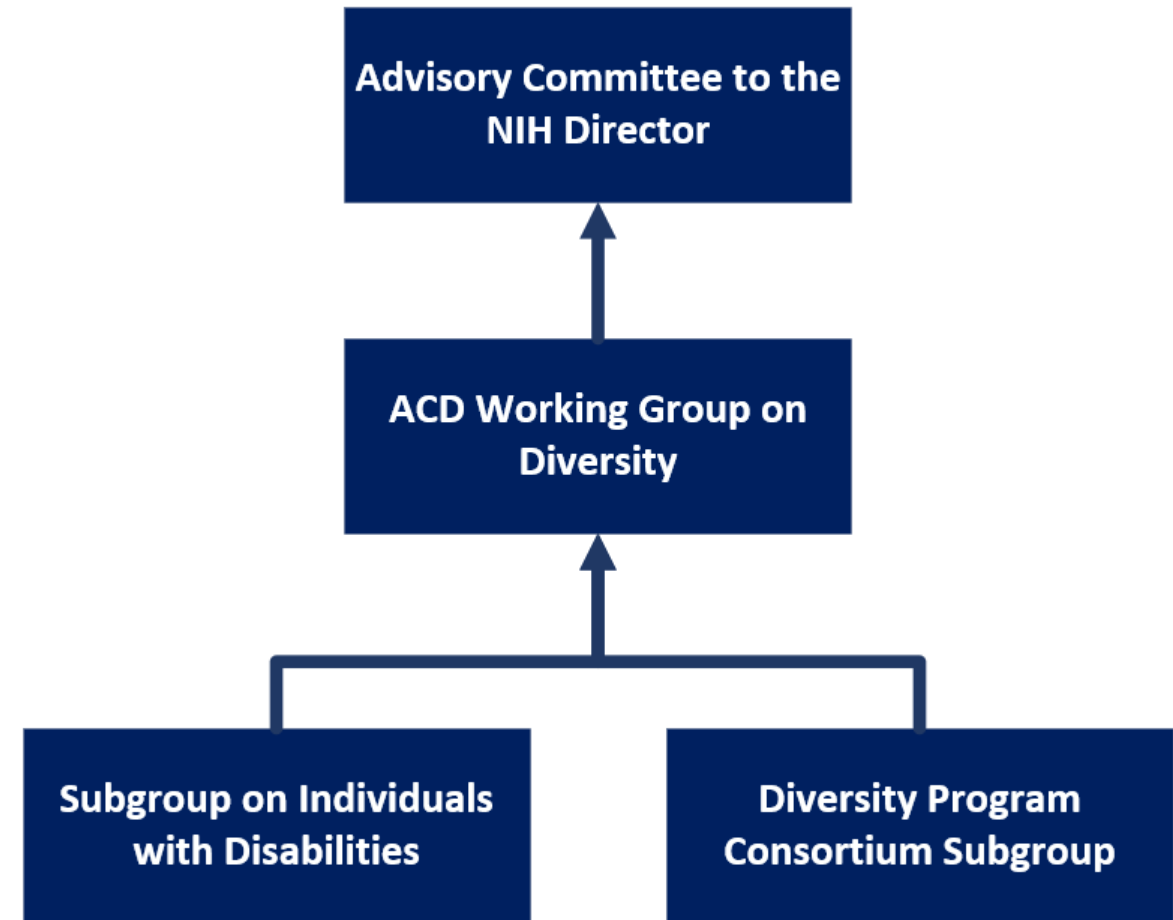 Advisory Committee to the
NIH Director
ACD Working Group on
Diversity
Subgroup on Individuals
with Disabilities
Diversity Program
Consortium Subgroup